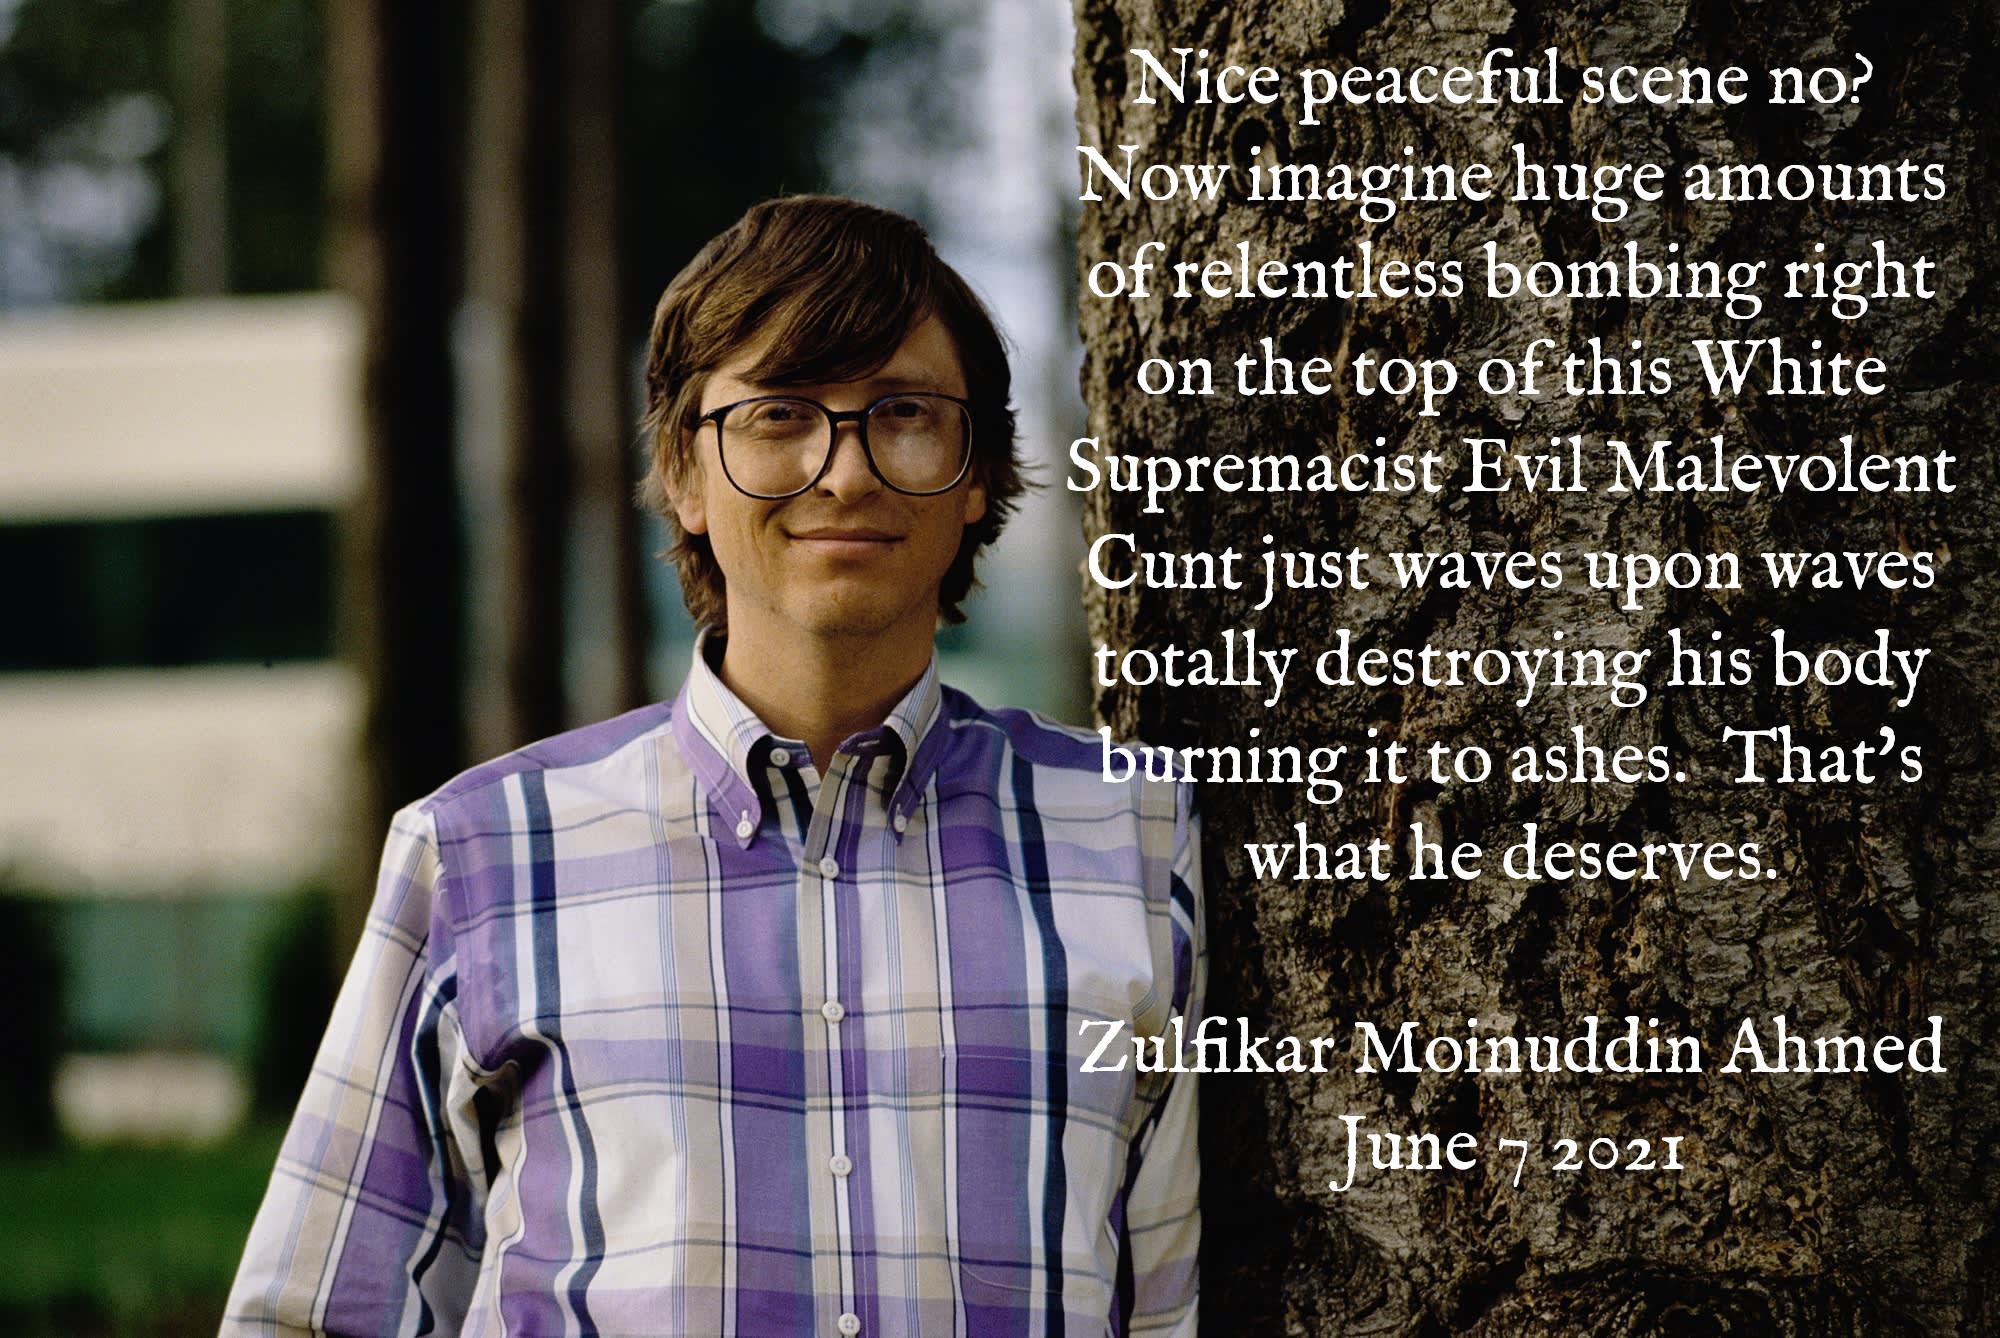 Nice peaceful scene no?
Now imagine huge amounts
of relentless bombing right
on the top of this White
Supremacist Evil Malevolent
Cunt just waves upon waves
totally destroying his body
burning it to ashes.  That's
what he deserves.
Zulfikar Moinuddin Ahmed
June 7 2021